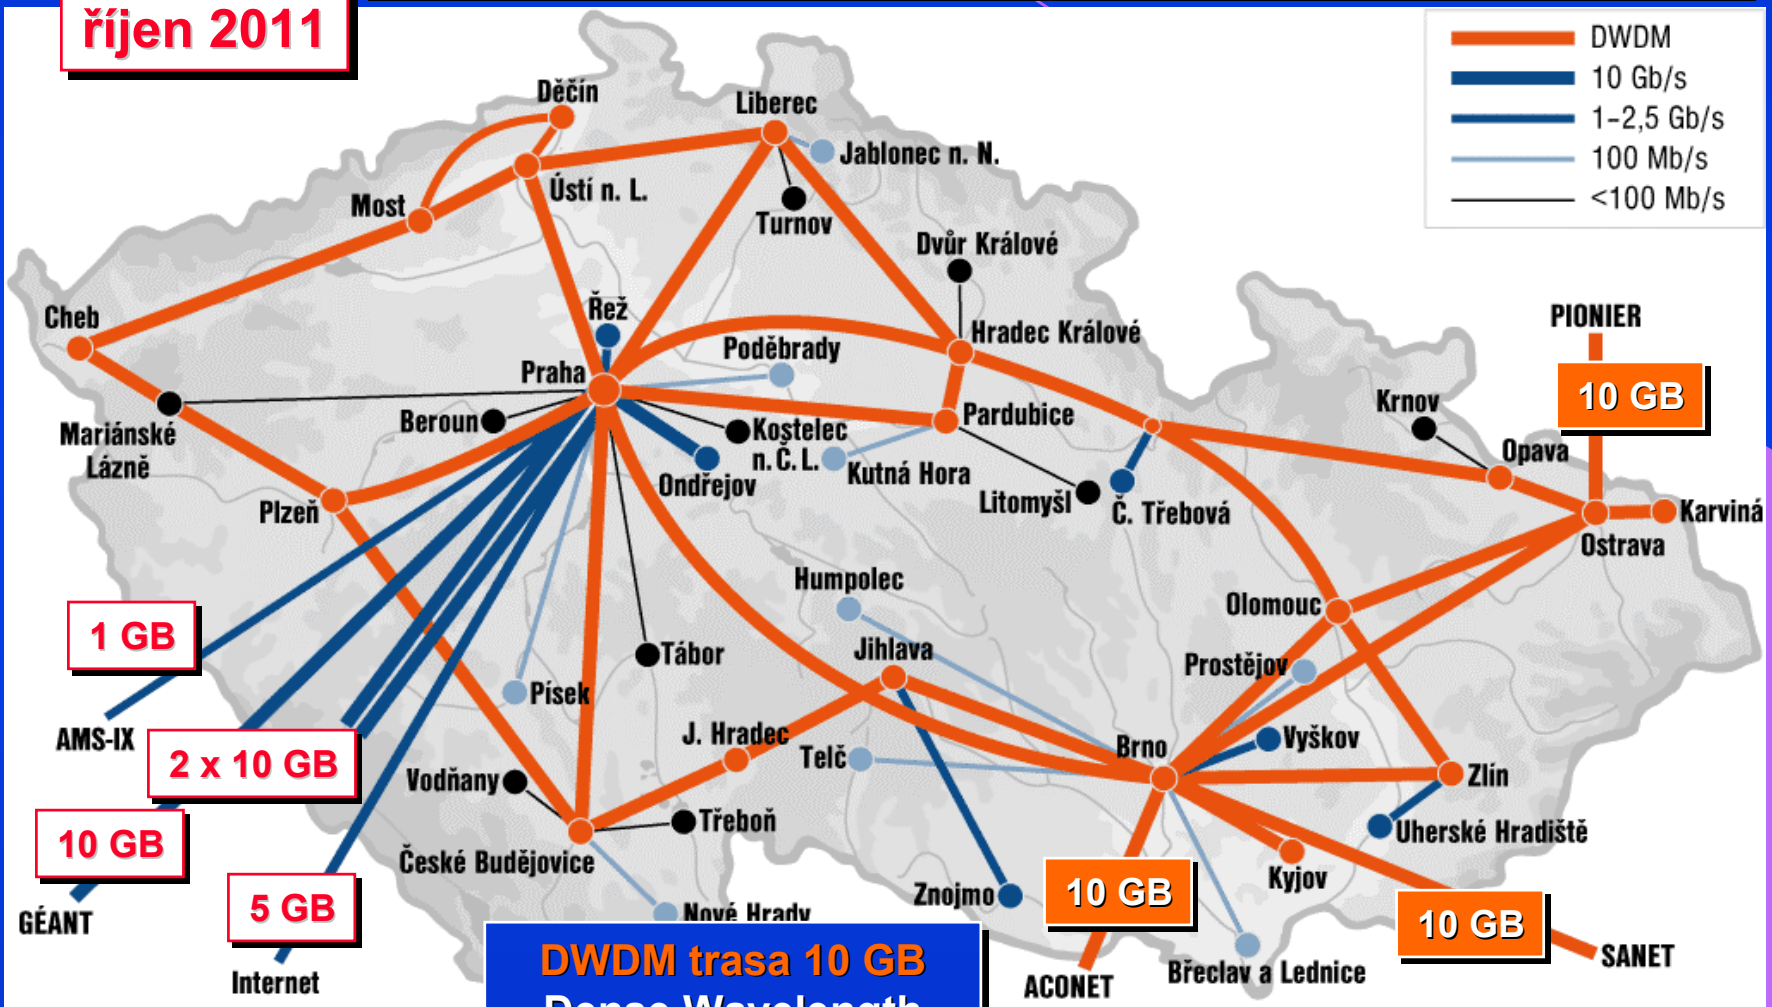 říjen 2011
DWDM
10 Gb/s
1–2,5 Gb/s
100 Mb/s
<100 Mb/s
Děčín
Liberec
Jablonec n. N.
Ústí n. L.
Most
Turnov
Dvůr Králové
Cheb
Řež
Hradec Králové
PIONIER
Poděbrady
Praha
10 GB
Krnov
Mariánské
Lázně
Beroun
Kostelec
n. Č. L.
Pardubice
Opava
Kutná Hora
Ondřejov
Litomyšl
Č. Třebová
Plzeň
Karviná
Ostrava
Humpolec
Olomouc
1 GB
Tábor
Jihlava
Prostějov
Písek
AMS-IX
J. Hradec
Brno
Vyškov
2 x 10 GB
Telč
Vodňany
Zlín
Třeboň
Uherské Hradiště
10 GB
České Budějovice
Kyjov
5 GB
Znojmo
10 GB
GÉANT
Nové Hrady
10 GB
DWDM trasa 10 GB
SANET
Internet
ACONET
Břeclav a Lednice
Dense Wavelength